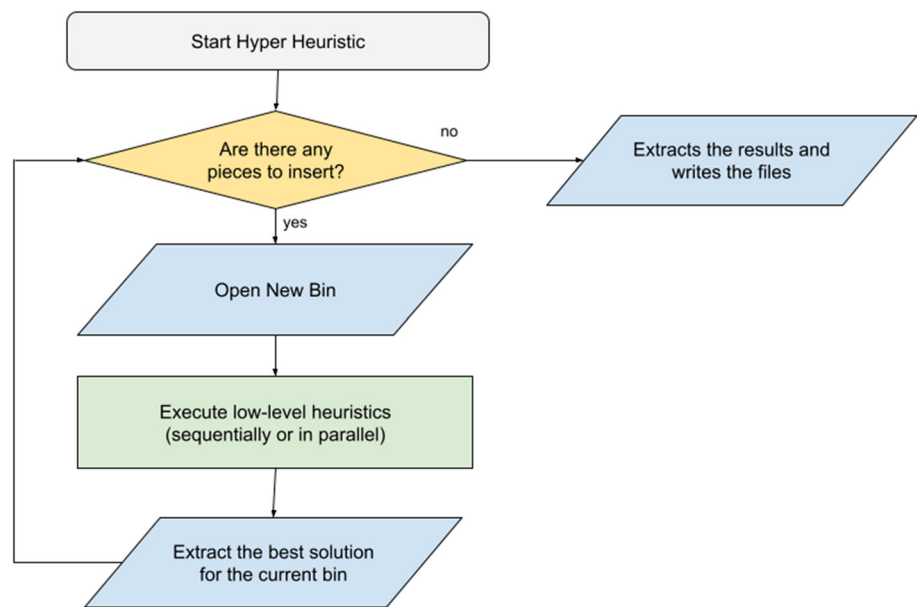 Start Hyper Heuristic
Are there any
pieces to insert?
no
Extracts the results and
writes the files
yes
Open New Bin
Execute low-level heuristics
(sequentially or in parallel)
Extract the best solution
for the current bin